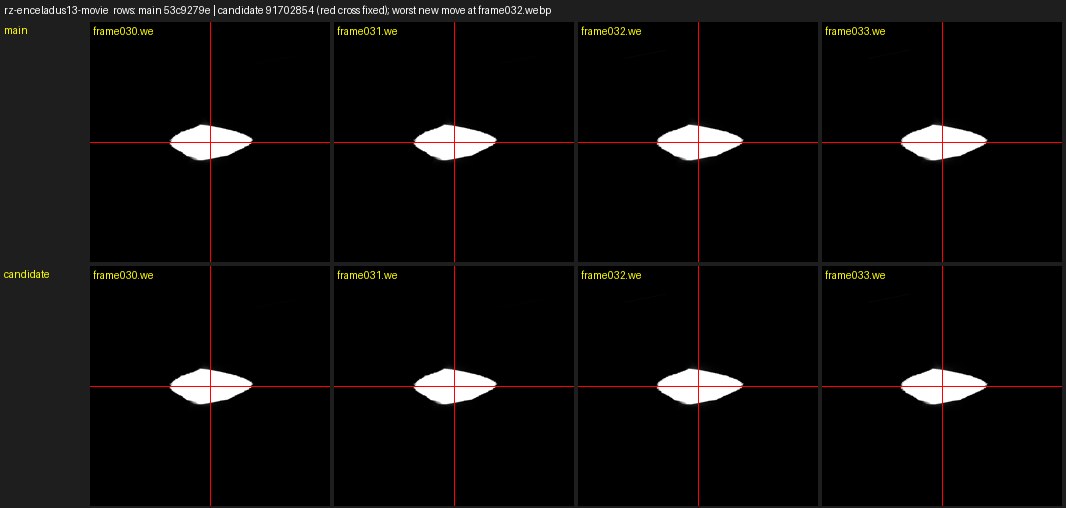 rz-enceladus13-movie rows: main 53c9279e | candidate 91702854 (red cross fixed); worst new move at frame032.webp
main
frame030.we frame031.we frame032.we frame033.we
candidate
frame030.we frame031.we frame032.we frame033.we